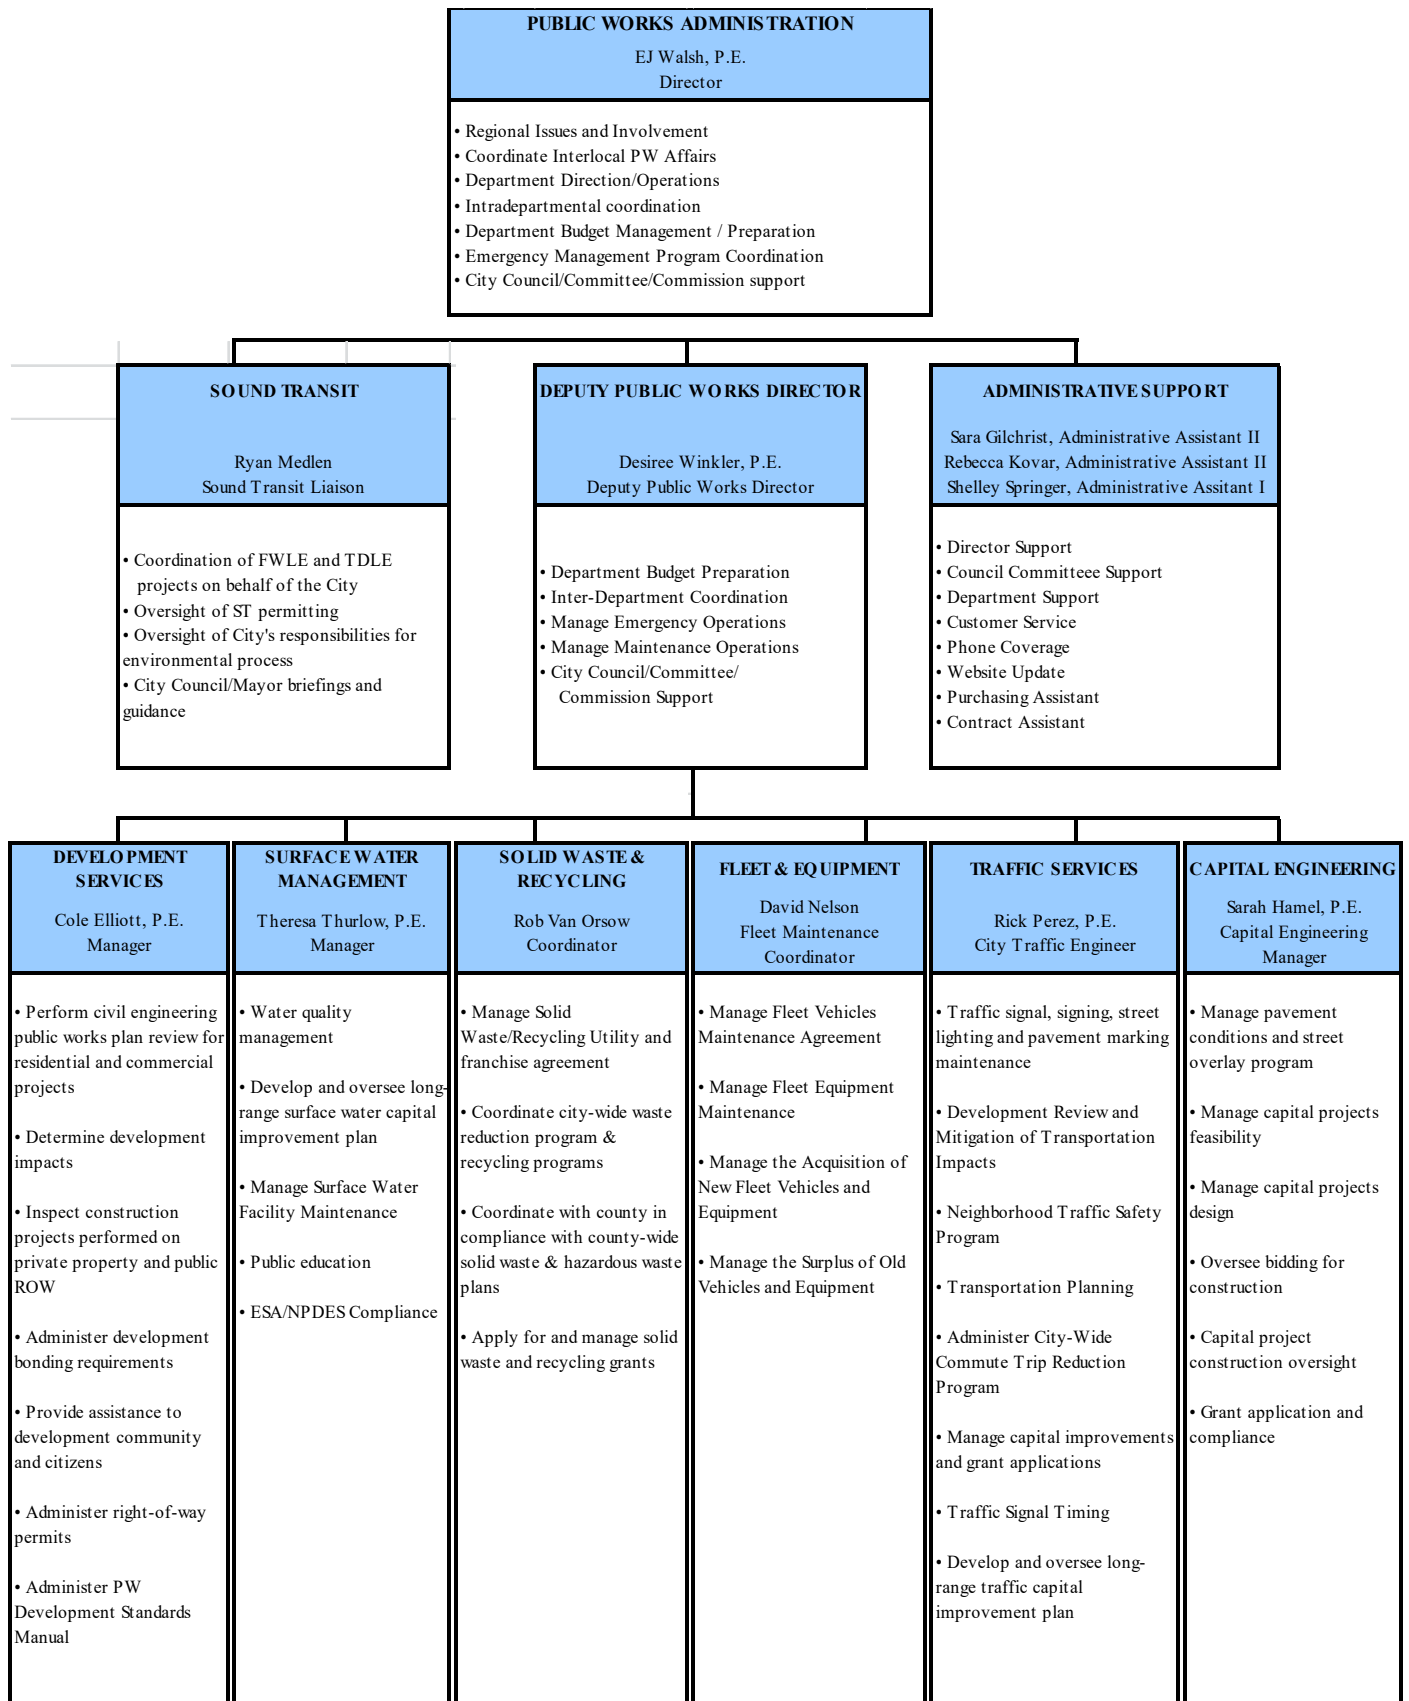 PUBLIC WORKS ADMINISTRATION
EJ Walsh, P.E.
Director
• Regional Issues and Involvement
• Coordinate Interlocal PW Affairs
• Department Direction/Operations
• Intradepartmental coordination
• Department Budget Management / Preparation
• Emergency Management Program Coordination
• City Council/Committee/Commission support
SOUND TRANSIT
Ryan Medlen
Sound Transit Liaison
• Coordination of FWLE and TDLE
projects on behalf of the City
• Oversight of ST permitting
• Oversight of City's responsibilities for
environmental process
• City Council/Mayor briefings and
guidance
DEPUTY PUBLIC WORKS DIRECTOR
Desiree Winkler, P.E.
Deputy Public Works Director
• Department Budget Preparation
• Inter-Department Coordination
• Manage Emergency Operations
• Manage Maintenance Operations
• City Council/Committee/
Commission Support
ADMINISTRATIVE SUPPORT
Sara Gilchrist, Administrative Assistant II
Rebecca Kovar, Administrative Assistant II
Shelley Springer, Administrative Assitant I
• Director Support
• Council Committeee Support
• Department Support
• Customer Service
• Phone Coverage
• Website Update
• Purchasing Assistant
• Contract Assistant
DEVELOPMENT
SERVICES
Cole Elliott, P.E.
Manager
• Perform civil engineering
public works plan review for
residential and commercial
projects
• Determine development
impacts
• Inspect construction
projects performed on
private property and public
ROW
• Administer development
bonding requirements
• Provide assistance to
development community
and citizens
• Administer right-of-way
permits
• Administer PW
Development Standards
Manual
SURFACE WATER
MANAGEMENT
Theresa Thurlow, P.E.
Manager
• Water quality
management
• Develop and oversee long-
range surface water capital
improvement plan
• Manage Surface Water
Facility Maintenance
• Public education
• ESA/NPDES Compliance
SOLID WASTE &
RECYCLING
Rob Van Orsow
Coordinator
• Manage Solid
Waste/Recycling Utility and
franchise agreement
• Coordinate city-wide waste
reduction program &
recycling programs
• Coordinate with county in
compliance with county-wide
solid waste & hazardous waste
plans
• Apply for and manage solid
waste and recycling grants
FLEET & EQUIPMENT
David Nelson
Fleet Maintenance
Coordinator
• Manage Fleet Vehicles
Maintenance Agreement
• Manage Fleet Equipment
Maintenance
• Manage the Acquisition of
New Fleet Vehicles and
Equipment
• Manage the Surplus of Old
Vehicles and Equipment
TRAFFIC SERVICES
Rick Perez, P.E.
City Traffic Engineer
• Traffic signal, signing, street
lighting and pavement marking
maintenance
• Development Review and
Mitigation of Transportation
Impacts
• Neighborhood Traffic Safety
Program
• Transportation Planning
• Administer City-Wide
Commute Trip Reduction
Program
• Manage capital improvements
and grant applications
• Traffic Signal Timing
• Develop and oversee long-
range traffic capital
improvement plan
CAPITAL ENGINEERING
Sarah Hamel, P.E.
Capital Engineering
Manager
• Manage pavement
conditions and street
overlay program
• Manage capital projects
feasibility
• Manage capital projects
design
• Oversee bidding for
construction
• Capital project
construction oversight
• Grant application and
compliance